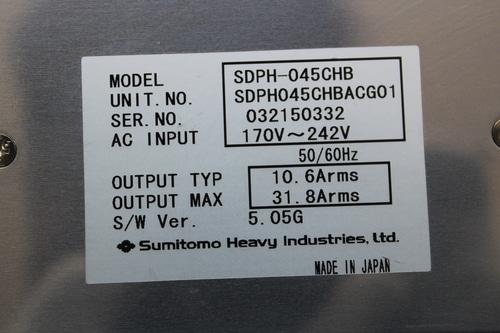 MODEL SDPH-045CHB
UNIT.NO. SDPH045CHBACG01
SER.NO. 032150332
AC INPUT 170V~242V
50/60Hz
OUTPUT TYP 10.6Arms
OUTPUT MAX 31.8Arms
S/W Ver. 5.05G
Sumitomo Heavy Industries, Ltd.
MADE IN JAPAN